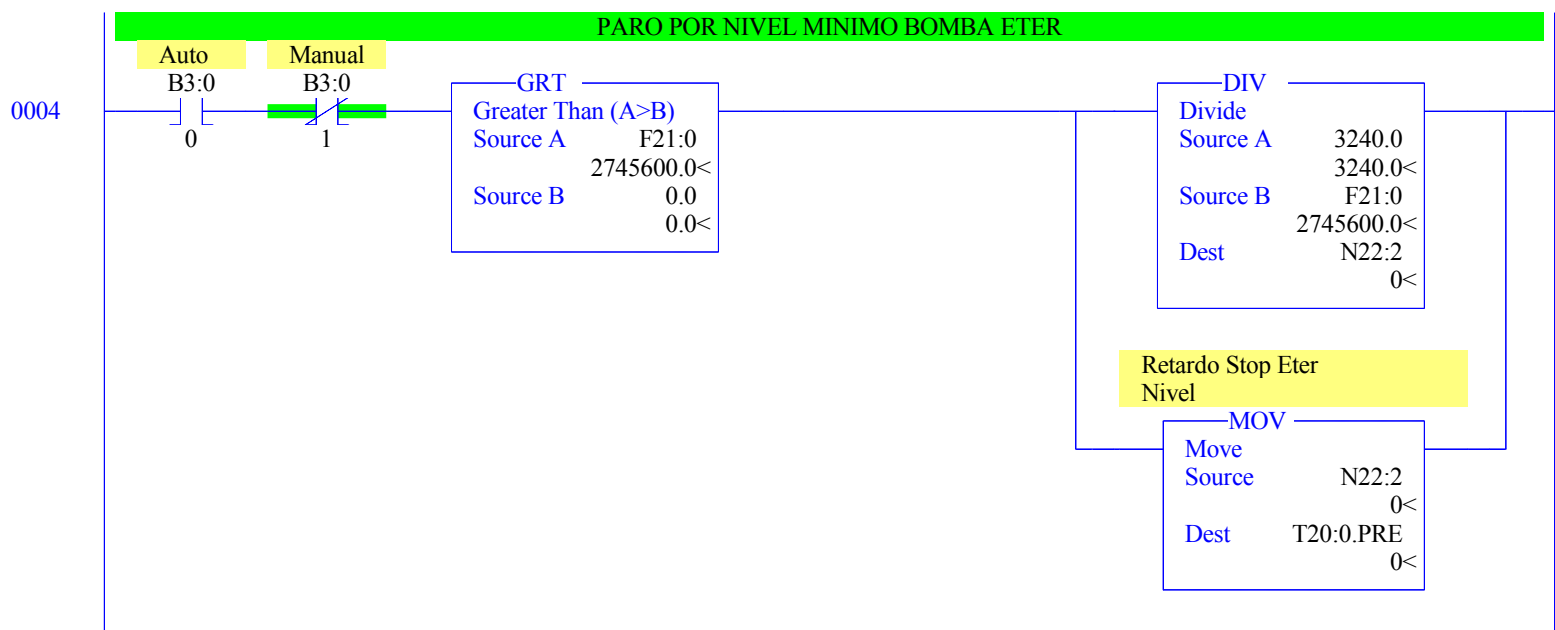 PARO POR NIVEL MINIMO BOMBA ETER
Auto Manual
B3:0 B3:0
0004
0 1
GRT
Greater Than (A>B)
Source A F21:0
2745600.0<
Source B 0.0
0.0<
DIV
Divide
Source A 3240.0
3240.0<
Source B F21:0
2745600.0<
Dest N22:2
0<
Retardo Stop Eter
Nivel
MOV
Move
Source N22:2
0<
Dest T20:0.PRE
0<